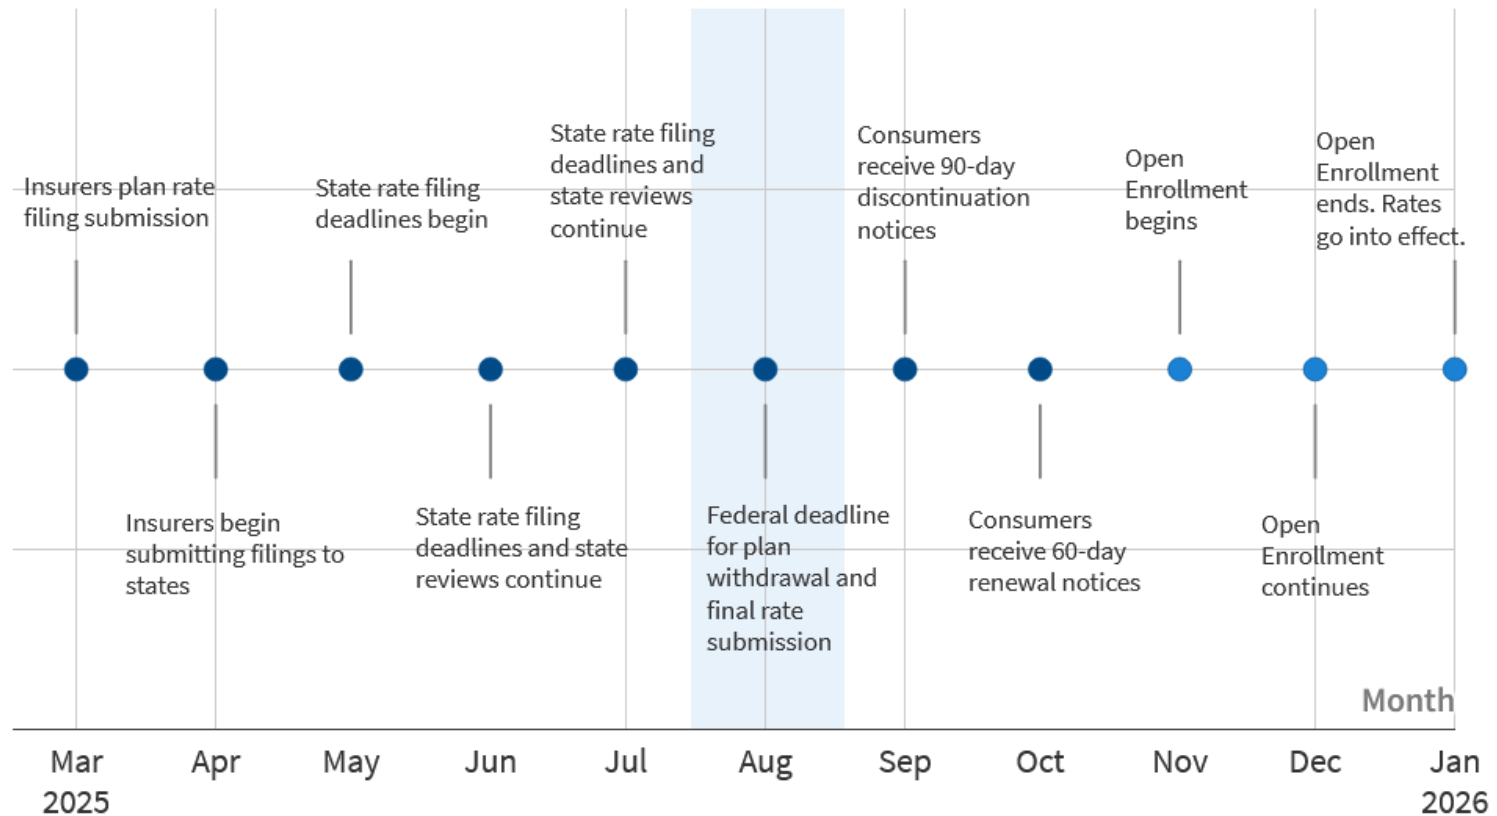 Insurers plan rate
filing submission
State rate filing
deadlines begin
State rate filing
deadlines and
state reviews
continue
Consumers
receive 90-day
discontinuation
notices
Open
Enrollment
begins
Open
Enrollment
ends. Rates
go into effect.
Insurers begin
submitting filings to
states
State rate filing
deadlines and state
reviews continue
Federal deadline
for plan
withdrawal and
final rate
submission
Consumers
receive 60-day
renewal notices
Open
Enrollment
continues
Month
Mar Apr May Jun Jul Aug Sep Oct Nov Dec Jan
2025 2026